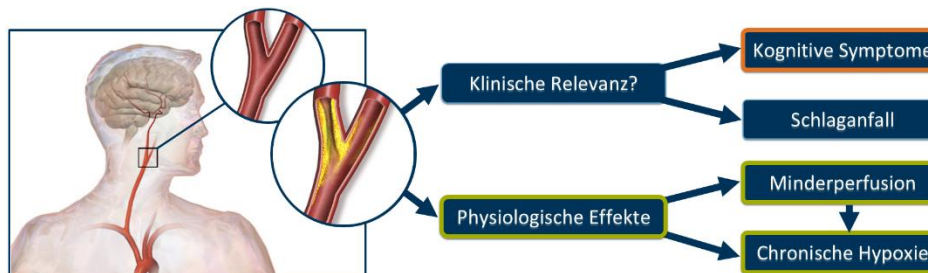 Klinische Relevanz?
Kognitive Symptome
Schlaganfall
Physiologische Effekte
Minderperfusion
Chronische Hypoxie